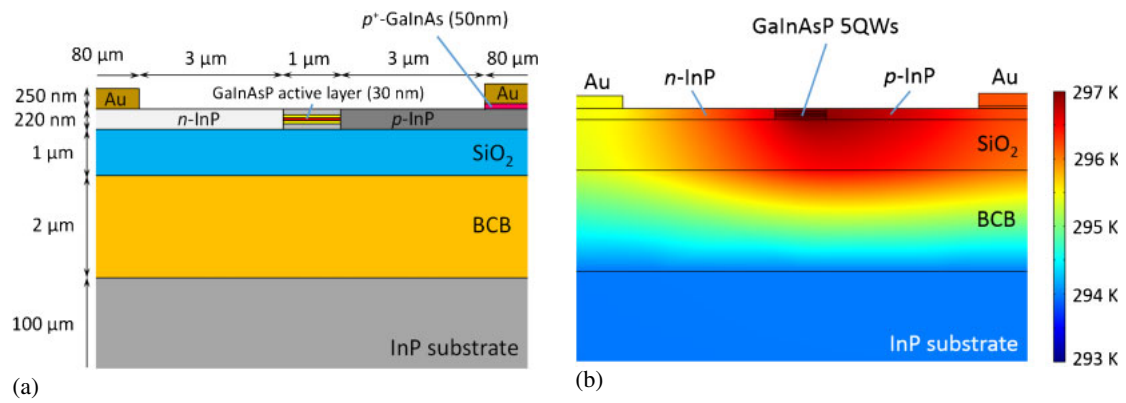 p⁺-GaInAs (50nm)
80 μm
3 μm
1 μm
3 μm
80 μm
250 nm
Au
GaInAsP active layer (30 nm)
Au
220 nm
n-InP
p-InP
1 μm
SiO₂
2 μm
BCB
100 μm
InP substrate
(a)
GaInAsP 5QWs
Au
n-InP
p-InP
Au
SiO₂
BCB
InP substrate
297 K
296 K
295 K
294 K
293 K
(b)